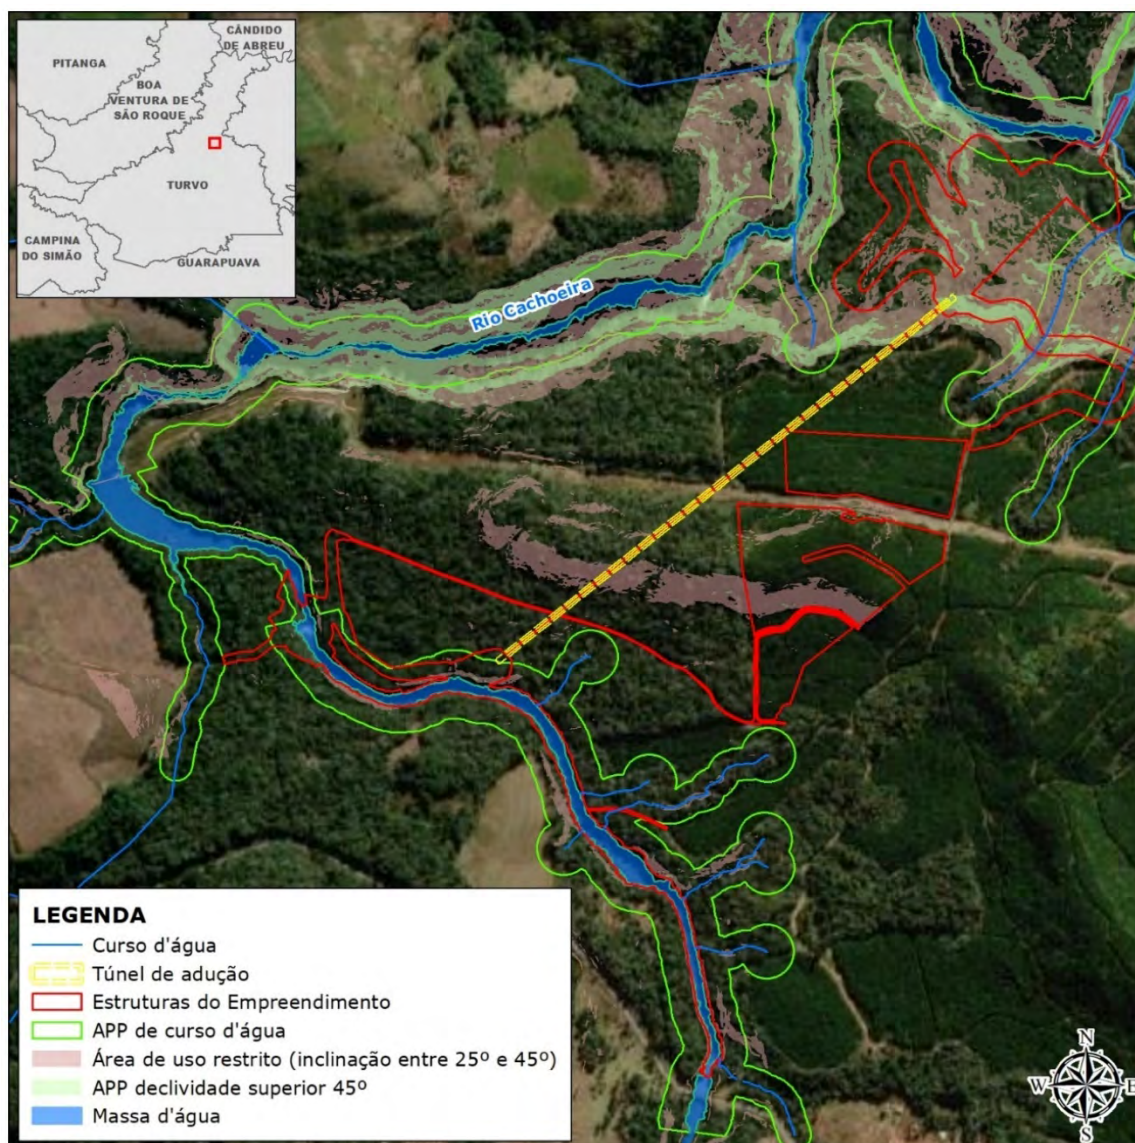 CÂNDIDO
DE ABREU
PITANGA
BOA
VENTURA DE
SÃO ROQUE
TURVO
CAMPINA
DO SIMÃO
GUARAPUAVA
Rio Cachoeira
LEGENDA
Curso d'água
Túnel de adução
Estruturas do Empreendimento
APP de curso d'água
Área de uso restrito (inclinação entre 25º e 45º)
APP declividade superior 45º
Massa d'água
N
W
E
S